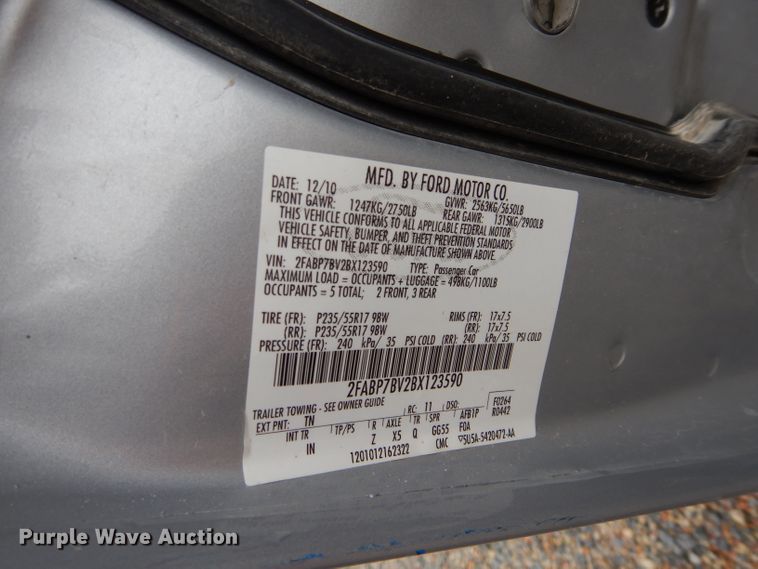 MFD. BY FORD MOTOR CO.
DATE: 12/10 GVWR: 2563KG/5650LB
FRONT GAWR: 1247KG/2750LB REAR GAWR: 1315KG/2900LB
THIS VEHICLE CONFORMS TO ALL APPLICABLE FEDERAL MOTOR
VEHICLE SAFETY, BUMPER, AND THEFT PREVENTION STANDARDS
IN EFFECT ON THE DATE OF MANUFACTURE SHOWN ABOVE.
VIN: 2FABP7BV2BX123590 TYPE: Passenger Car
MAXIMUM LOAD = OCCUPANTS + LUGGAGE = 498KG/1100LB
OCCUPANTS = 5 TOTAL; 2 FRONT, 3 REAR
TIRE (FR): P235/55R17 98W RIMS (FR): 17x7.5
(RR): P235/55R17 98W (RR): 17x7.5
PRESSURE (FR): 240 kPa/ 35 PSI COLD (RR): 240 kPa/ 35 PSI COLD
2FABP7BV2BX123590
TRAILER TOWING - SEE OWNER GUIDE
EXT PNT: TN RC: 11 DSO: F0264
INT TR TP/PS R AXLE TR SPR AFB1P R0442
IN Z X5 Q GG55 F0A
1201012162322 CMC ▽5U5A-5420472-AA
Purple Wave Auction